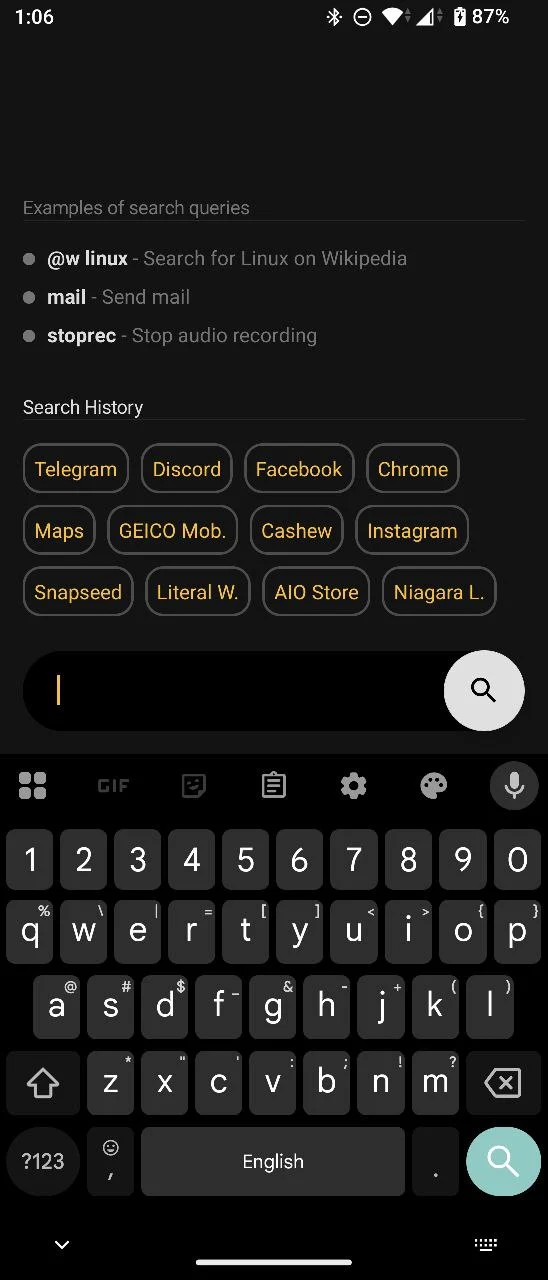 1:06 87%
Examples of search queries
@w linux - Search for Linux on Wikipedia
mail - Send mail
stoprec - Stop audio recording
Search History
Telegram Discord Facebook Chrome
Maps GEICO Mob. Cashew Instagram
Snapseed Literal W. AIO Store Niagara L.
GIF
1 2 3 4 5 6 7 8 9 0
% \ | = [ ] < > { }
q w e r t y u i o p
@ # $ _ & - + ( )
a s d f g h j k l
* " ' : ; ! ?
z x c v b n m
?123 , English .